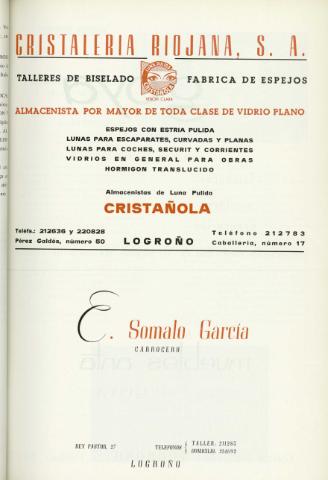 CRISTALERIA RIOJANA, S. A.
TALLERES DE BISELADO
FABRICA DE ESPEJOS
ALMACENISTA POR MAYOR DE TODA CLASE DE VIDRIO PLANO
ESPEJOS CON ESTRIA PULIDA
LUNAS PARA ESCAPARATES, CURVADAS Y PLANAS
LUNAS PARA COCHES, SECURIT Y CORRIENTES
VIDRIOS EN GENERAL PARA OBRAS
HORMIGON TRANSLUCIDO
Almacenistas de Luna Pulida
CRISTAÑOLA
Teléfs.: 212636 y 220828
Pérez Galdós, número 60
LOGROÑO
Teléfono 212783
Caballería, número 17
E. Somalo García
CARROCERO
REY PASTOR, 27
TELEFONOS
TALLER,
DOMICILIO,
LOGROÑO